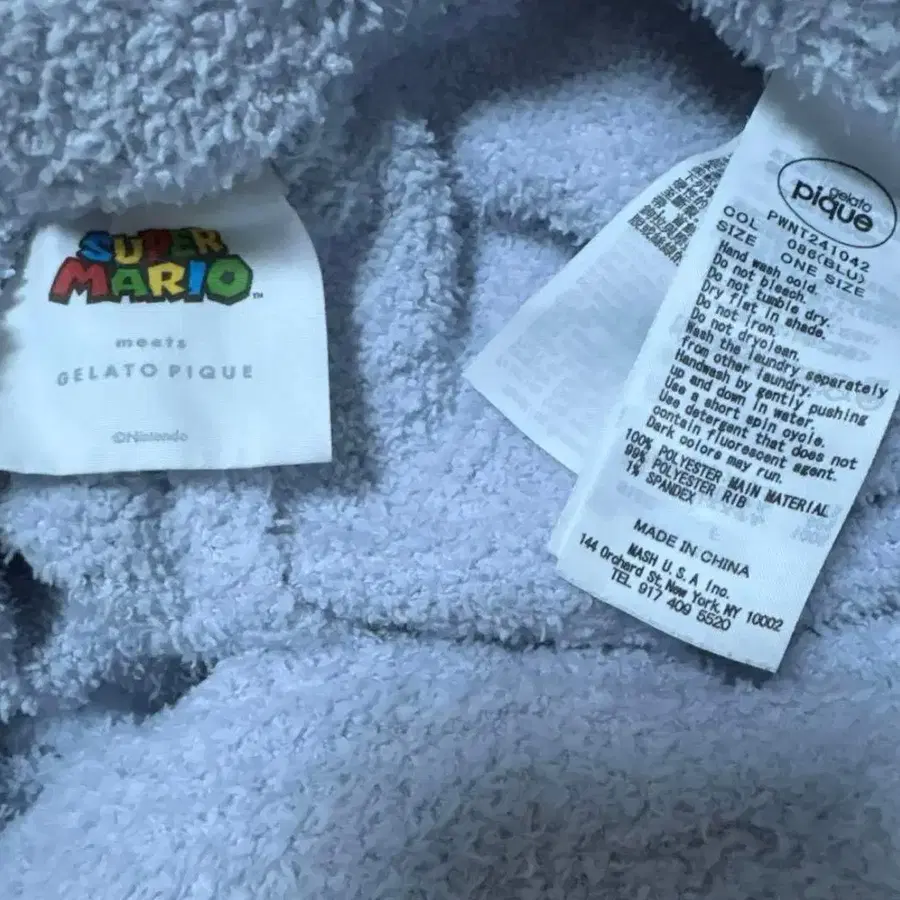 SUPER
MARIO™
meets
GELATO PIQUE
©Nintendo
gelato
pique
PWNT241042
COL 086(BLU)
SIZE ONE SIZE
Hand wash cold.
Do not bleach.
Do not tumble dry.
Dry flat in shade.
Do not iron.
Do not dryclean.
Wash the laundry separately
from other laundry.
Handwash by gently pushing
up and down in water.
Use a short spin cycle.
Use detergent that does not
contain fluorescent agent.
Dark colors may run.
100% POLYESTER MAIN MATERIAL
99% POLYESTER RIB
1% SPANDEX
MADE IN CHINA
MASH U.S.A Inc.
144 Orchard St, New York, NY 10002
TEL 917 409 5520